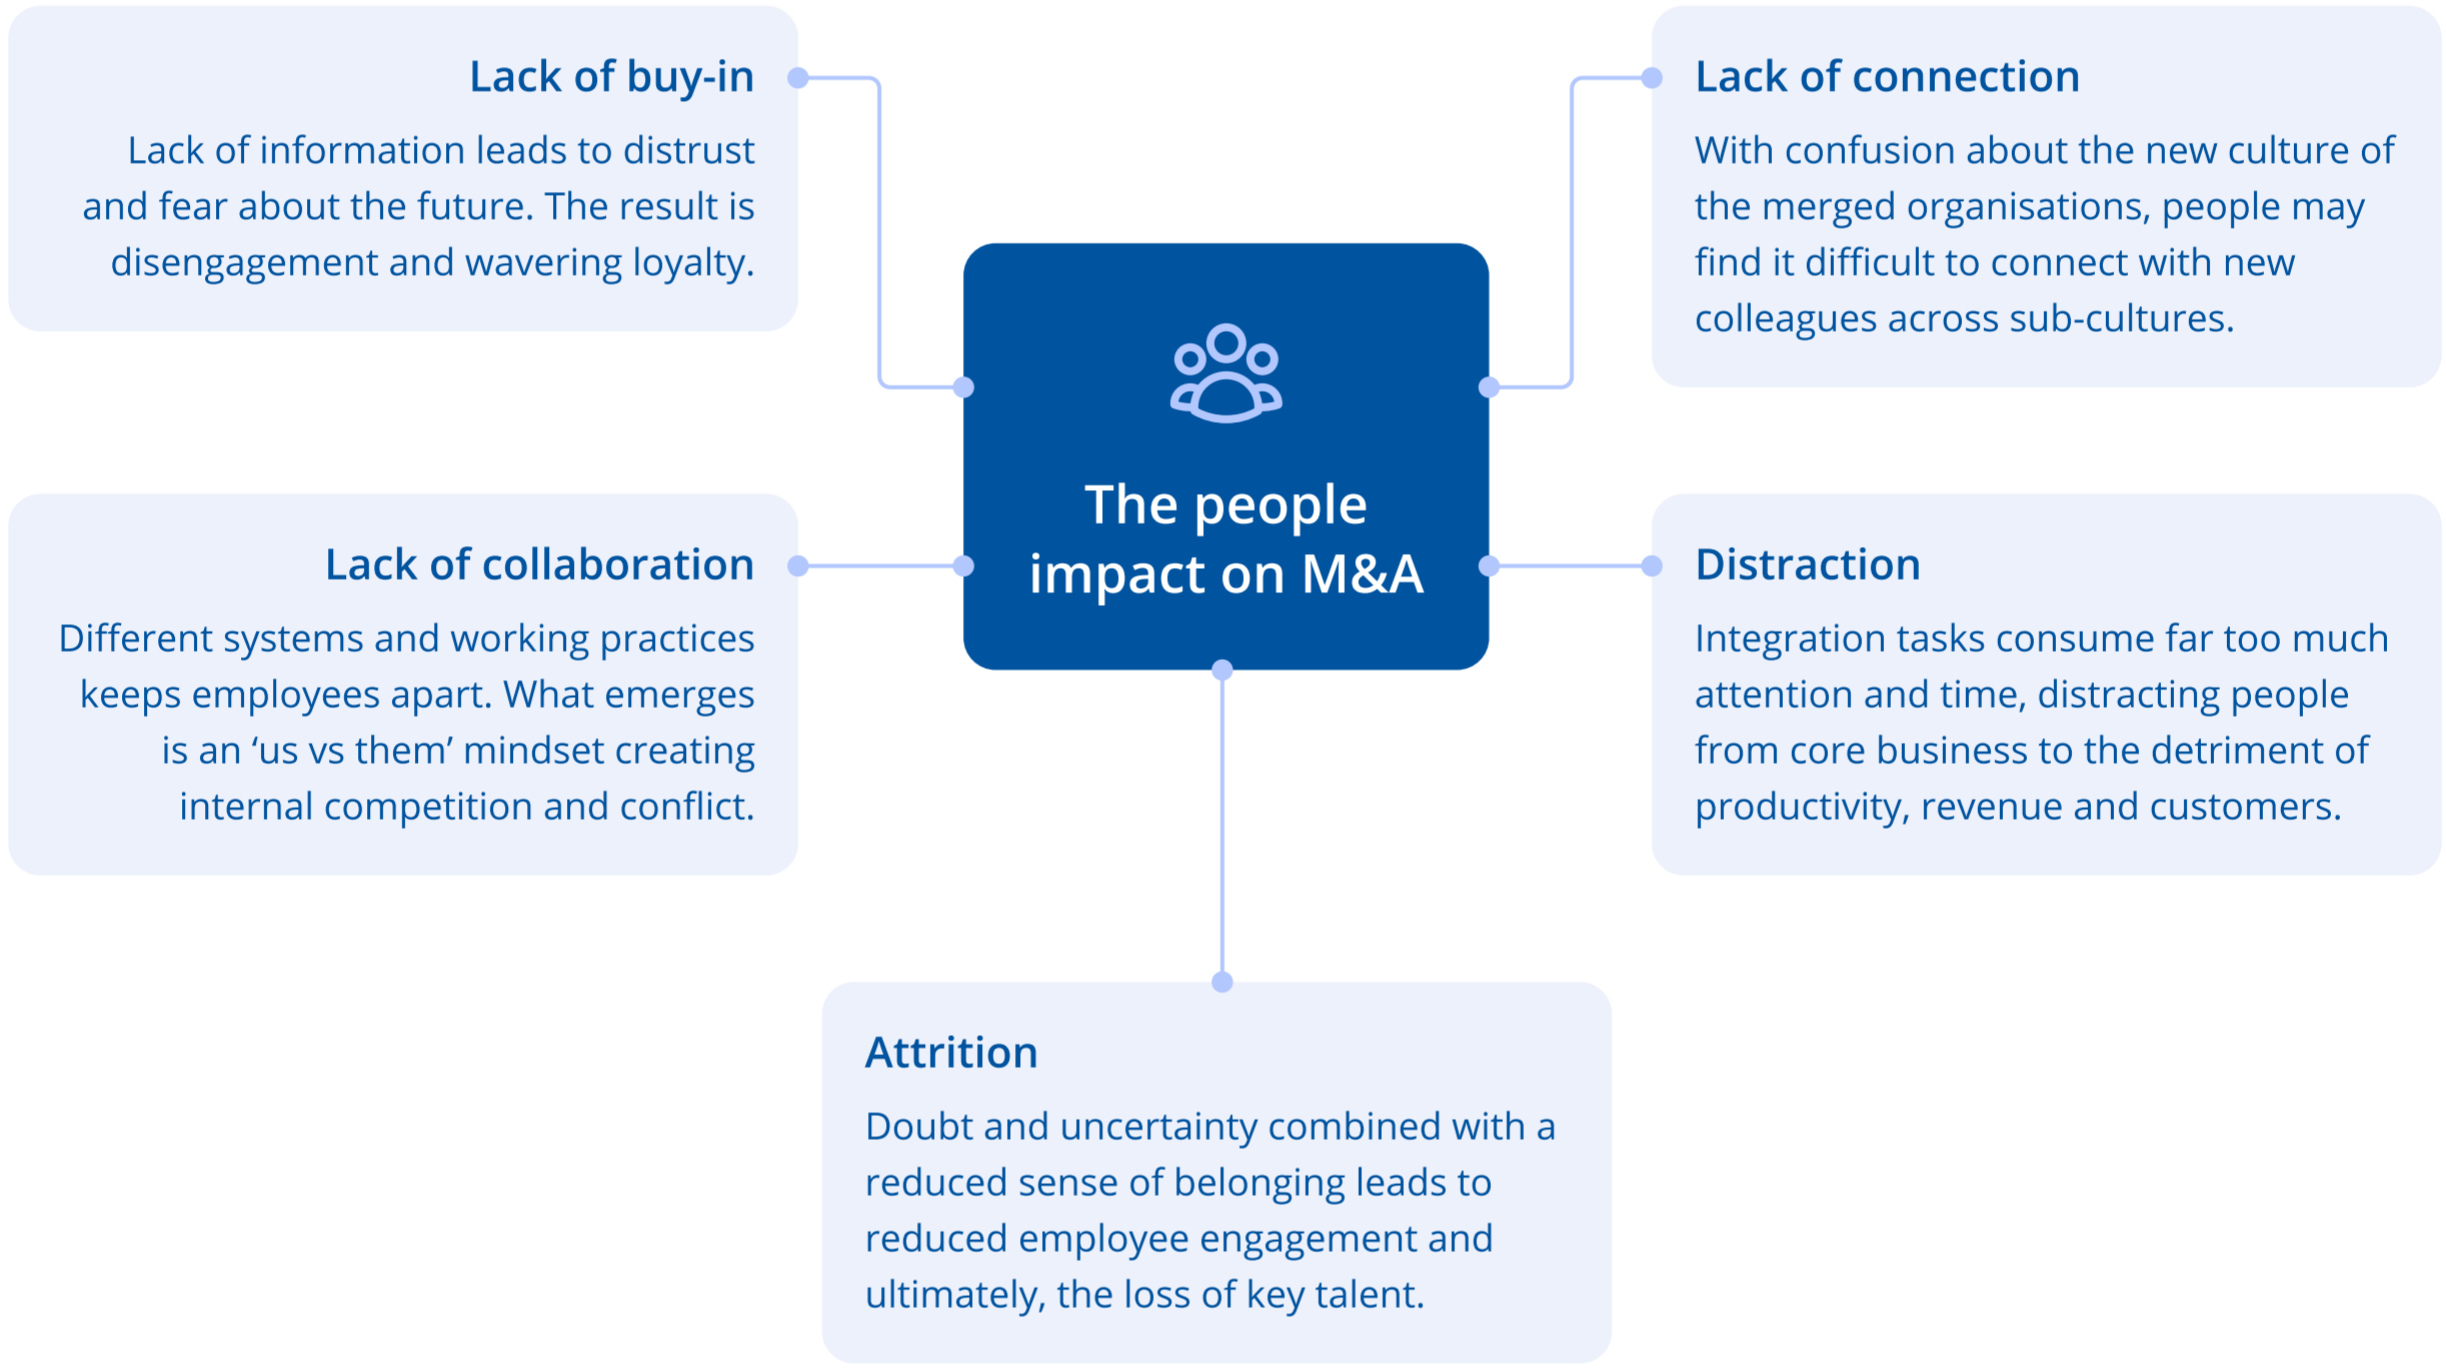 Lack of buy-in
Lack of information leads to distrust
and fear about the future. The result is
disengagement and wavering loyalty.
Lack of connection
With confusion about the new culture of
the merged organisations, people may
find it difficult to connect with new
colleagues across sub-cultures.
The people
impact on M&A
Lack of collaboration
Different systems and working practices
keeps employees apart. What emerges
is an ‘us vs them’ mindset creating
internal competition and conflict.
Distraction
Integration tasks consume far too much
attention and time, distracting people
from core business to the detriment of
productivity, revenue and customers.
Attrition
Doubt and uncertainty combined with a
reduced sense of belonging leads to
reduced employee engagement and
ultimately, the loss of key talent.